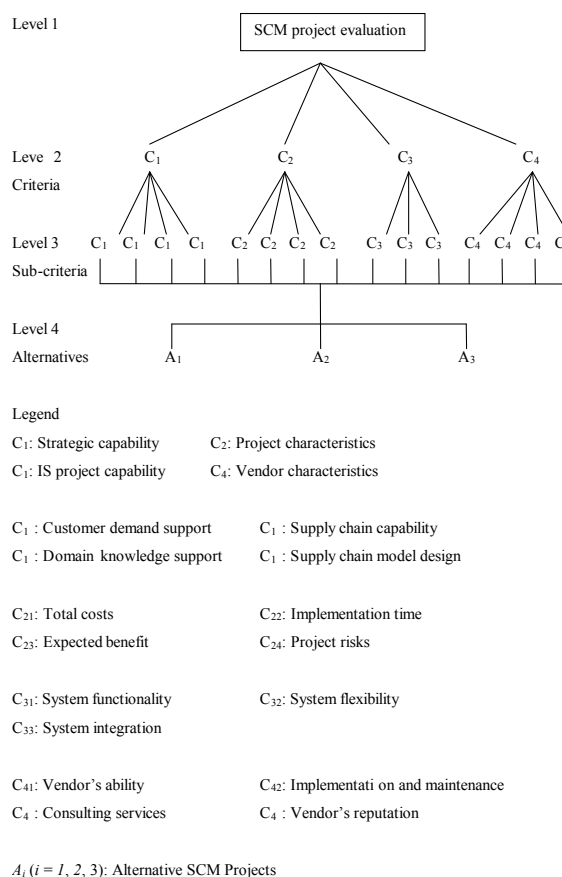 Level 1
SCM project evaluation
Leve 2
C1 C2 C3 C4
Criteria
Level 3
C1 C1 C1 C1 C2 C2 C2 C2 C3 C3 C3 C4 C4 C4 C
Sub-criteria
Level 4
Alternatives
A1 A2 A3
Legend
C1: Strategic capability C2: Project characteristics
C1: IS project capability C4: Vendor characteristics
C1 : Customer demand support C1 : Supply chain capability
C1 : Domain knowledge support C1 : Supply chain model design
C21: Total costs C22: Implementation time
C23: Expected benefit C24: Project risks
C31: System functionality C32: System flexibility
C33: System integration
C41: Vendor's ability C42: Implementati on and maintenance
C4 : Consulting services C4 : Vendor's reputation
Ai (i = 1, 2, 3): Alternative SCM Projects